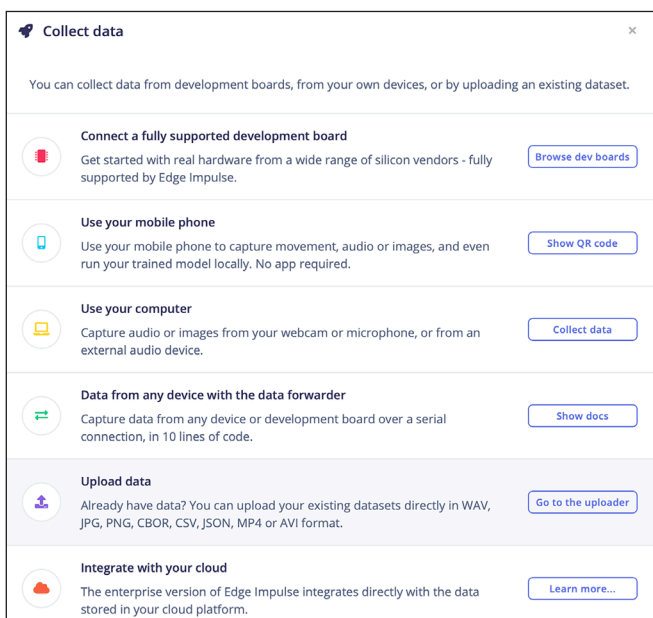 Collect data
×
You can collect data from development boards, from your own devices, or by uploading an existing dataset.
Connect a fully supported development board
Get started with real hardware from a wide range of silicon vendors - fully
supported by Edge Impulse.
Browse dev boards
Use your mobile phone
Use your mobile phone to capture movement, audio or images, and even
run your trained model locally. No app required.
Show QR code
Use your computer
Capture audio or images from your webcam or microphone, or from an
external audio device.
Collect data
Data from any device with the data forwarder
Capture data from any device or development board over a serial
connection, in 10 lines of code.
Show docs
Upload data
Already have data? You can upload your existing datasets directly in WAV,
JPG, PNG, CBOR, CSV, JSON, MP4 or AVI format.
Go to the uploader
Integrate with your cloud
The enterprise version of Edge Impulse integrates directly with the data
stored in your cloud platform.
Learn more...